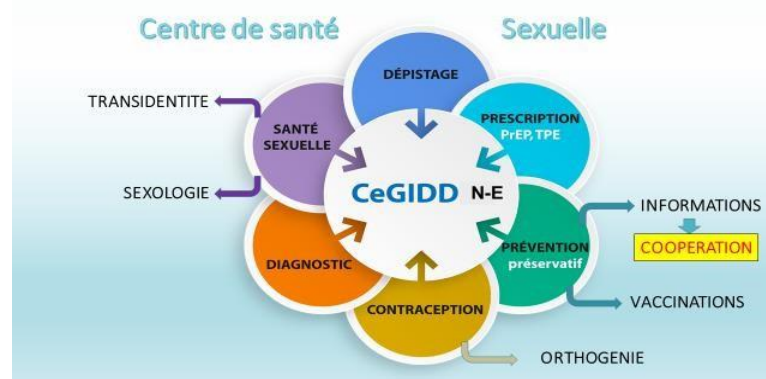 Centre de santé Sexuelle
DÉPISTAGE
TRANSIDENTITE
SANTÉ
SEXUELLE
PRESCRIPTION
PrEP, TPE
SEXOLOGIE
CeGIDD N-E
INFORMATIONS
COOPERATION
PRÉVENTION
préservatif
DIAGNOSTIC
VACCINATIONS
CONTRACEPTION
ORTHOGENIE